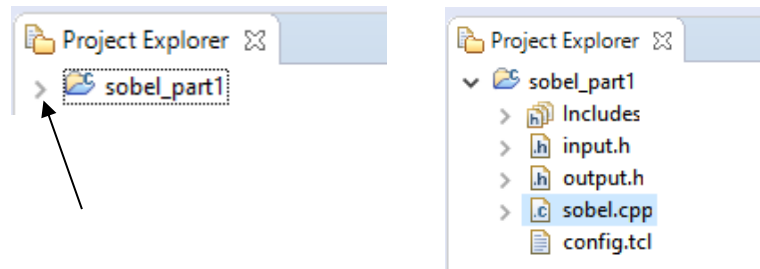 Project Explorer
sobel_part1
Project Explorer
sobel_part1
Includes
input.h
output.h
sobel.cpp
config.tcl